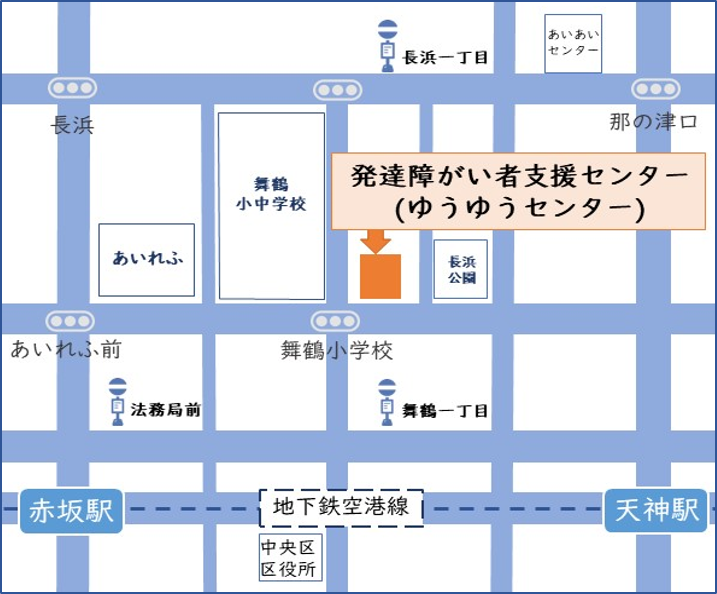 あいあい
センター
長浜一丁目
長浜
那の津口
発達障がい者支援センター
(ゆうゆうセンター)
舞鶴
小中学校
あいれふ
長浜
公園
あいれふ前
舞鶴小学校
法務局前
舞鶴一丁目
赤坂駅
地下鉄空港線
天神駅
中央区
区役所